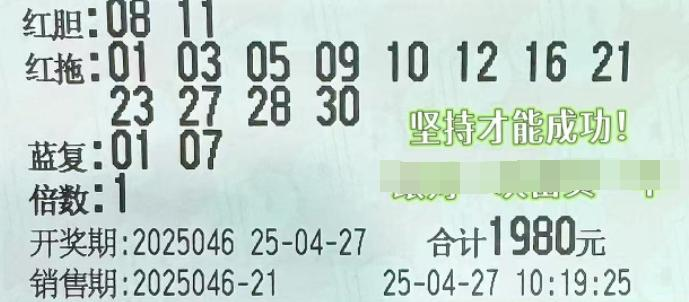 红胆:08 11
红拖:01 03 05 09 10 12 16 21
23 27 28 30
坚持才能成功!
蓝复:01 07
倍数:1
开奖期:2025046 25-04-27 合计1980元
销售期:2025046-21 25-04-27 10:19:25